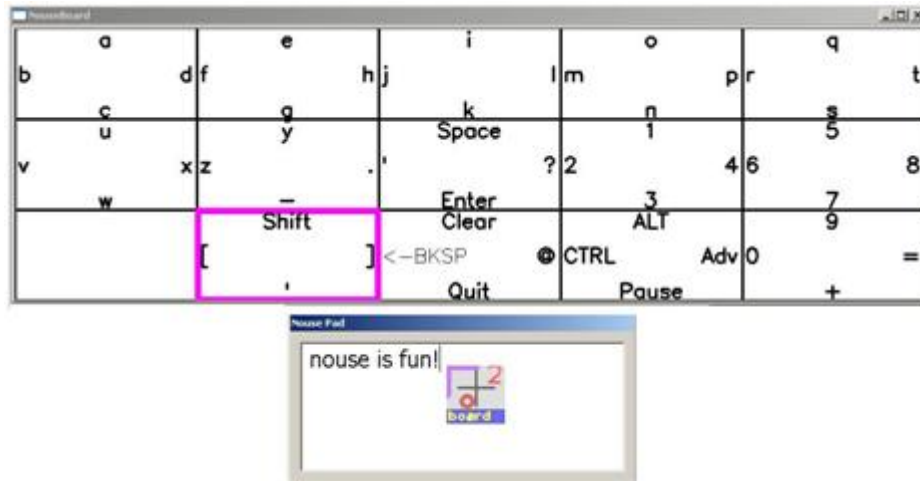 NouseBoard
a e i o q
b d f h j l m p r t
c g k n s
u y Space 1 5
v x z . ' ? 2 4 6 8
w – Enter 3 7
Shift Clear ALT 9
[ ] <–BKSP @ CTRL Adv 0 =
' Quit Pause +
Nouse Pad
nouse is fun!
2
board